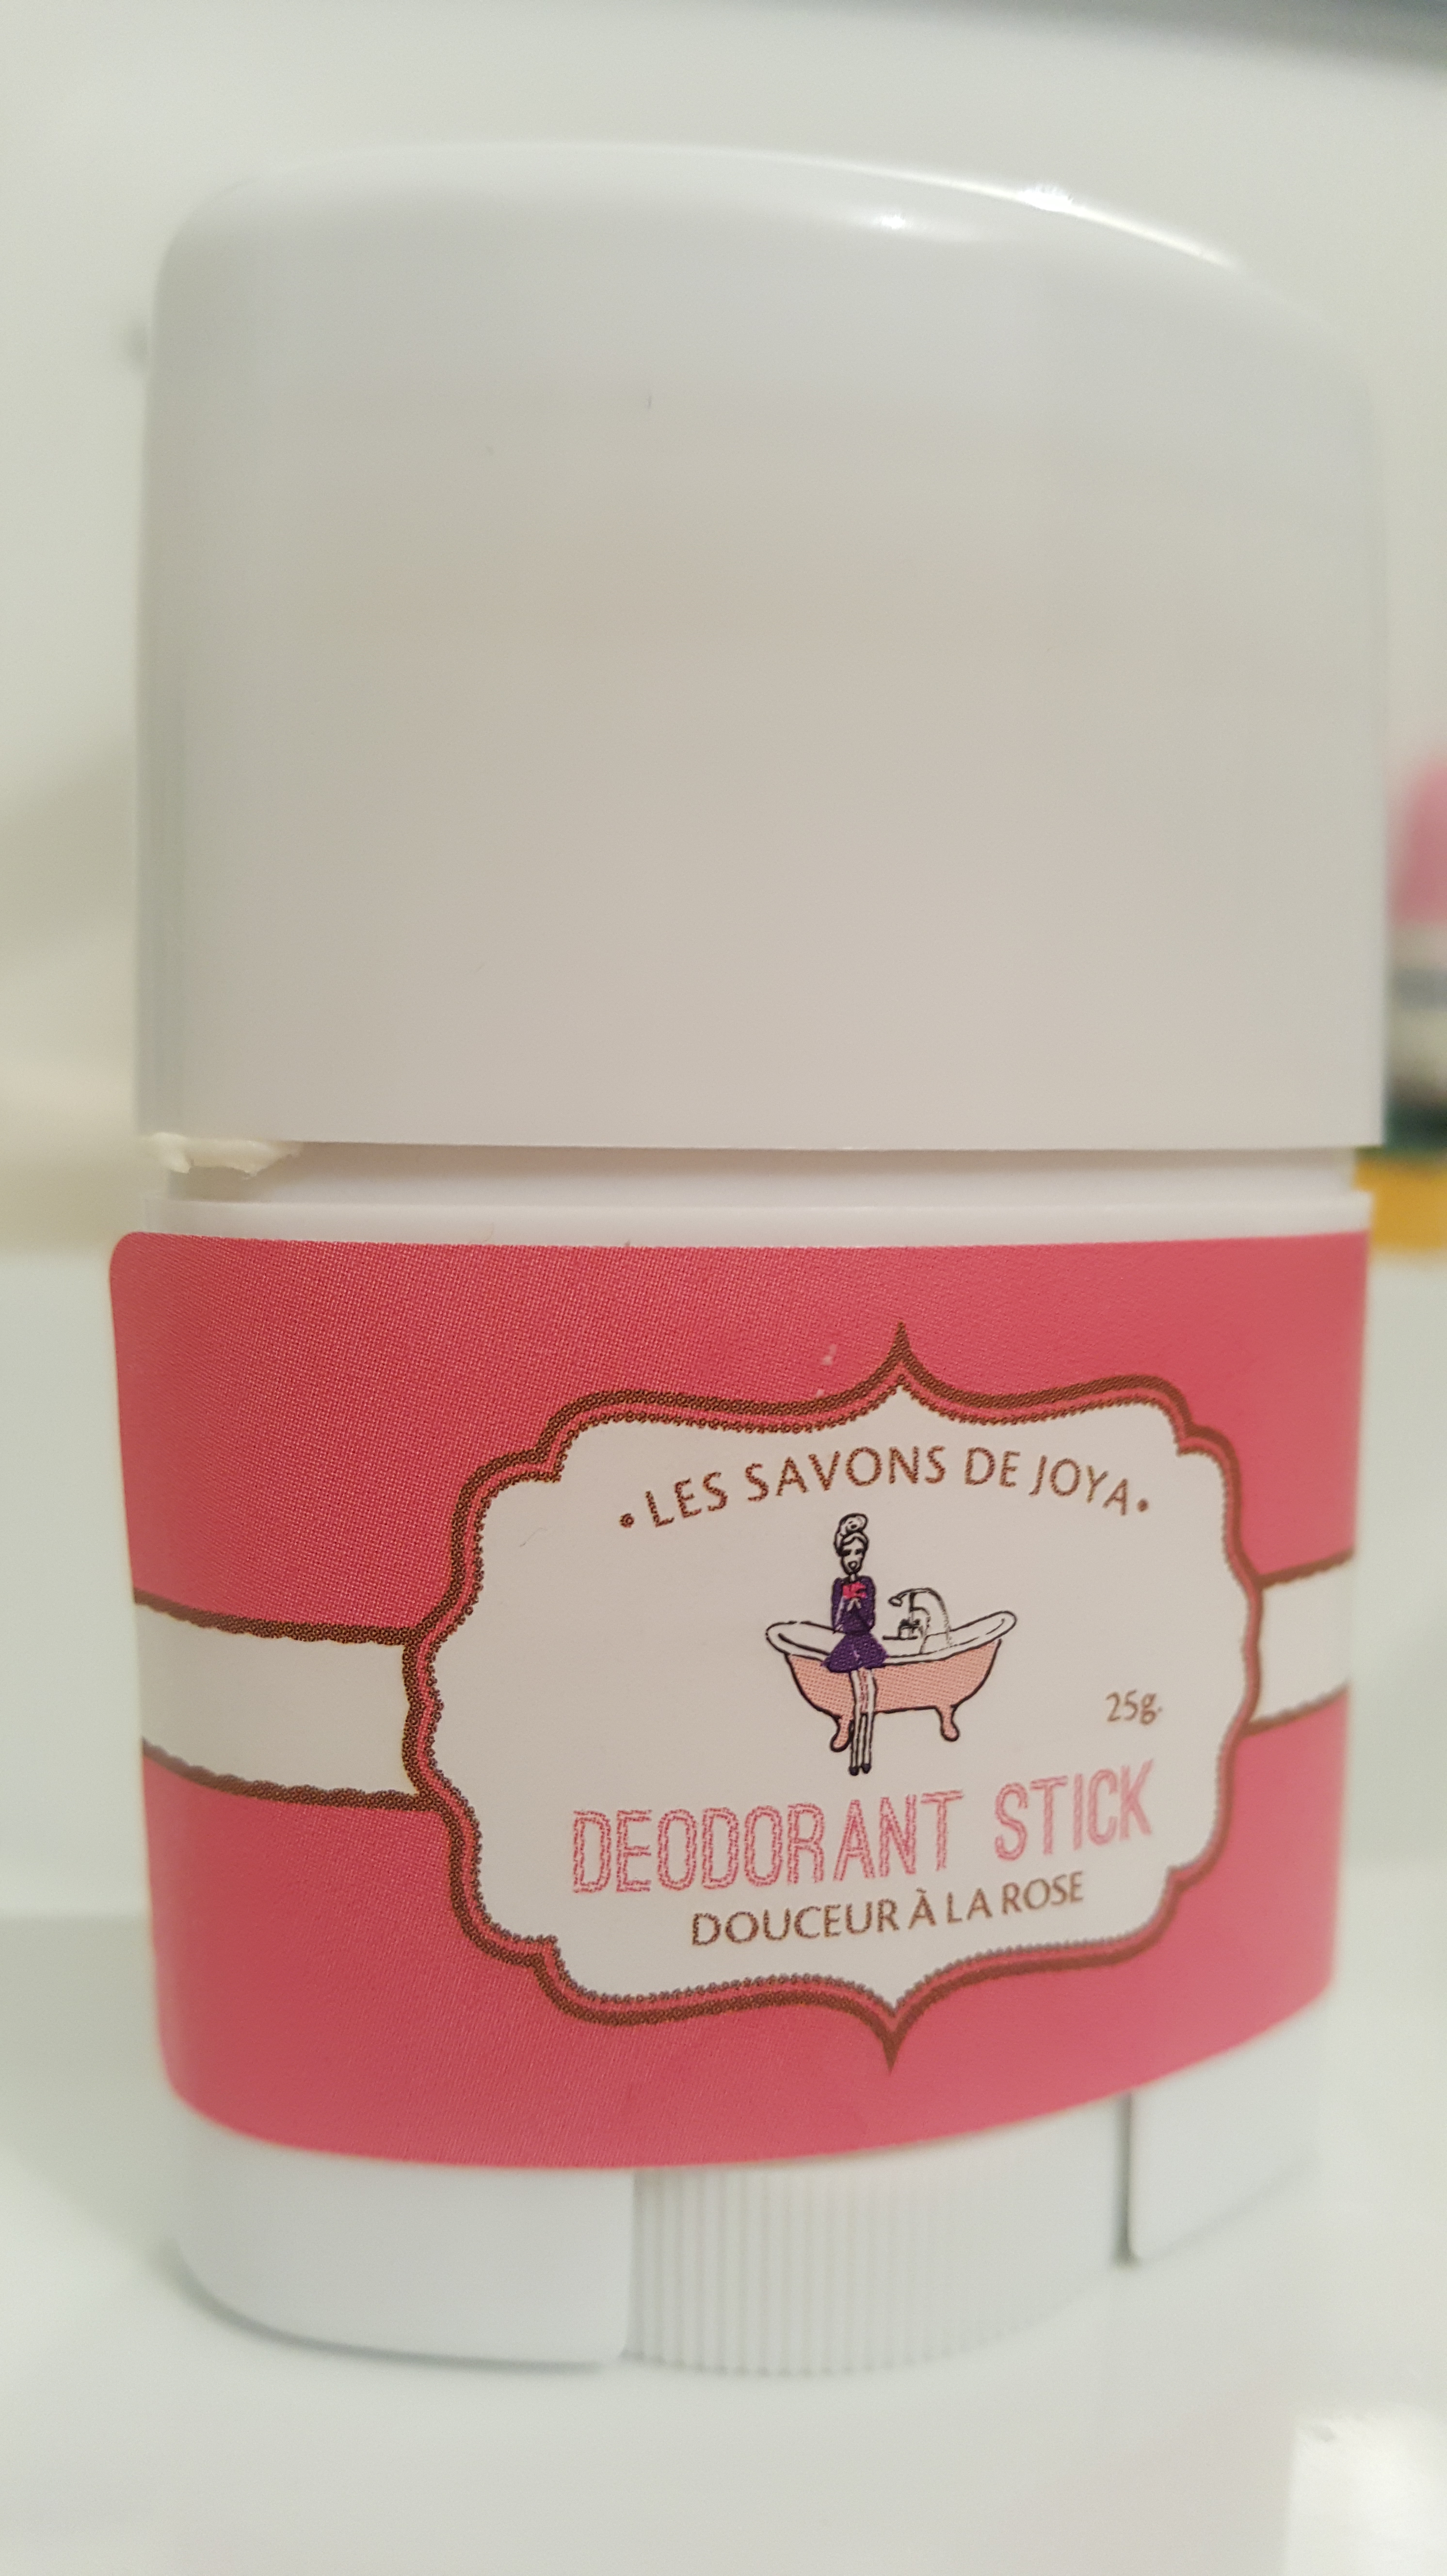 •LES SAVONS DE JOYA•
25g.
DEODORANT STICK
DOUCEUR À LA ROSE